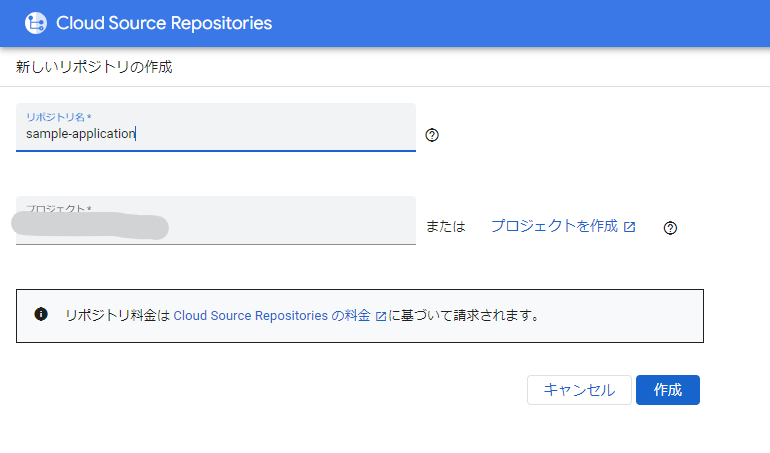 Cloud Source Repositories
新しいリポジトリの作成
リポジトリ名 *
sample-application
プロジェクト *
または プロジェクトを作成
リポジトリ料金は Cloud Source Repositories の料金 に基づいて請求されます。
キャンセル 作成